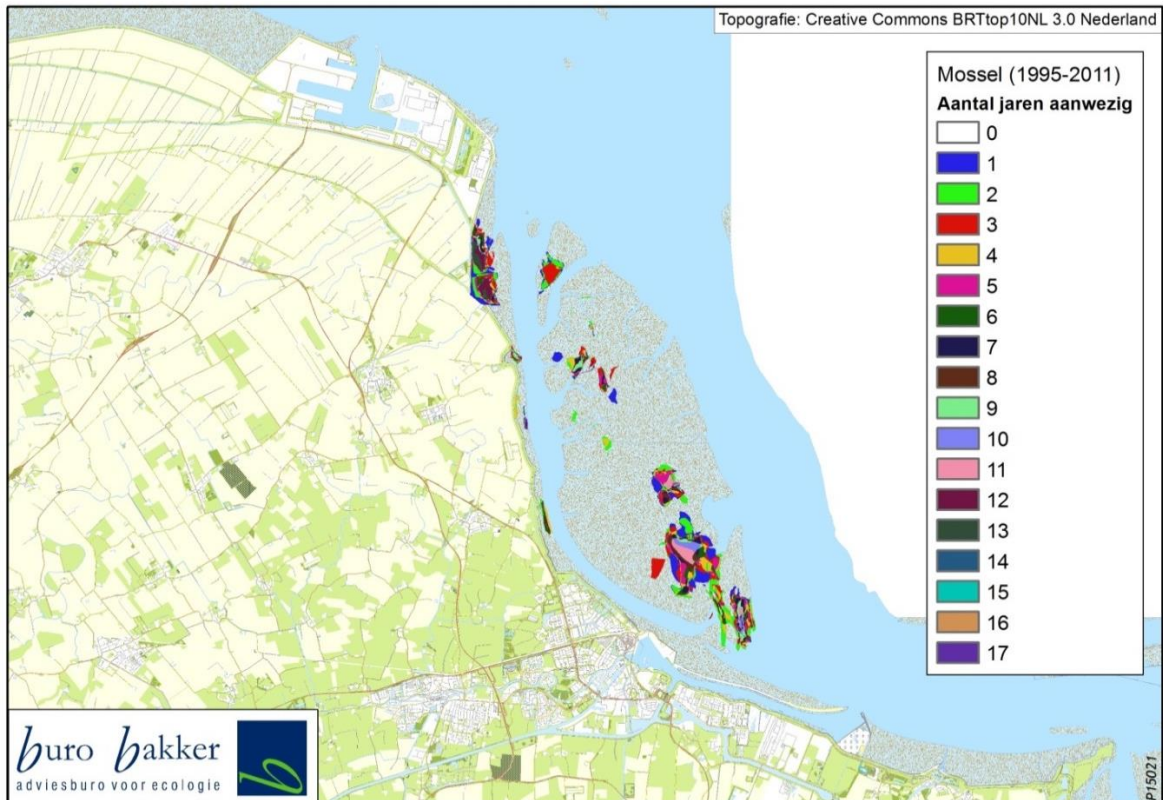 Topografie: Creative Commons BRTtop10NL 3.0 Nederland
Mossel (1995-2011)
Aantal jaren aanwezig
0
1
2
3
4
5
6
7
8
9
10
11
12
13
14
15
16
17
buro bakker
adviesburo voor ecologie
b
P15021